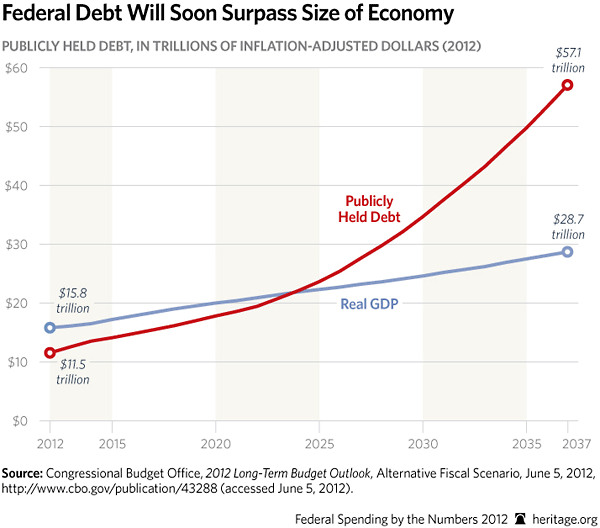 Federal Debt Will Soon Surpass Size of Economy
PUBLICLY HELD DEBT, IN TRILLIONS OF INFLATION-ADJUSTED DOLLARS (2012)
$60
$57.1
trillion
$50
$40
Publicly
Held Debt
$30
$28.7
trillion
$15.8
trillion
$20
Real GDP
$10
$11.5
trillion
$0
2012 2015 2020 2025 2030 2035 2037
Source: Congressional Budget Office, 2012 Long-Term Budget Outlook, Alternative Fiscal Scenario, June 5, 2012,
http://www.cbo.gov/publication/43288 (accessed June 5, 2012).
Federal Spending by the Numbers 2012 heritage.org